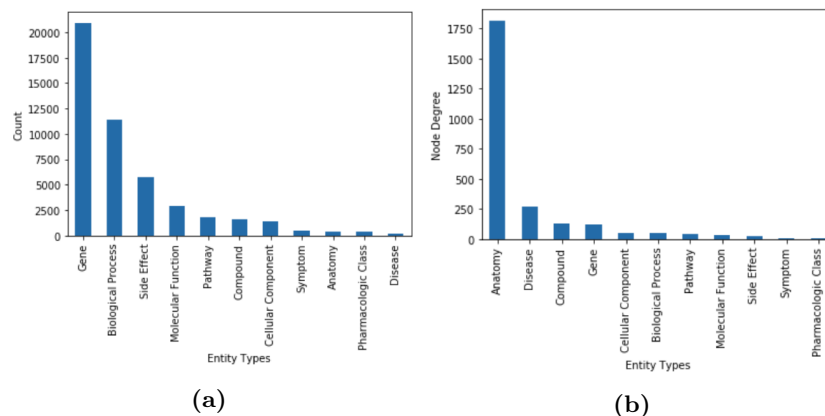 20000
17500
15000
12500
10000
7500
5000
2500
0
Count
Gene
Biological Process
Side Effect
Molecular Function
Pathway
Compound
Cellular Component
Symptom
Anatomy
Pharmacologic Class
Disease
Entity Types
(a)
1750
1500
1250
1000
750
500
250
0
Node Degree
Anatomy
Disease
Compound
Gene
Cellular Component
Biological Process
Pathway
Molecular Function
Side Effect
Symptom
Pharmacologic Class
Entity Types
(b)